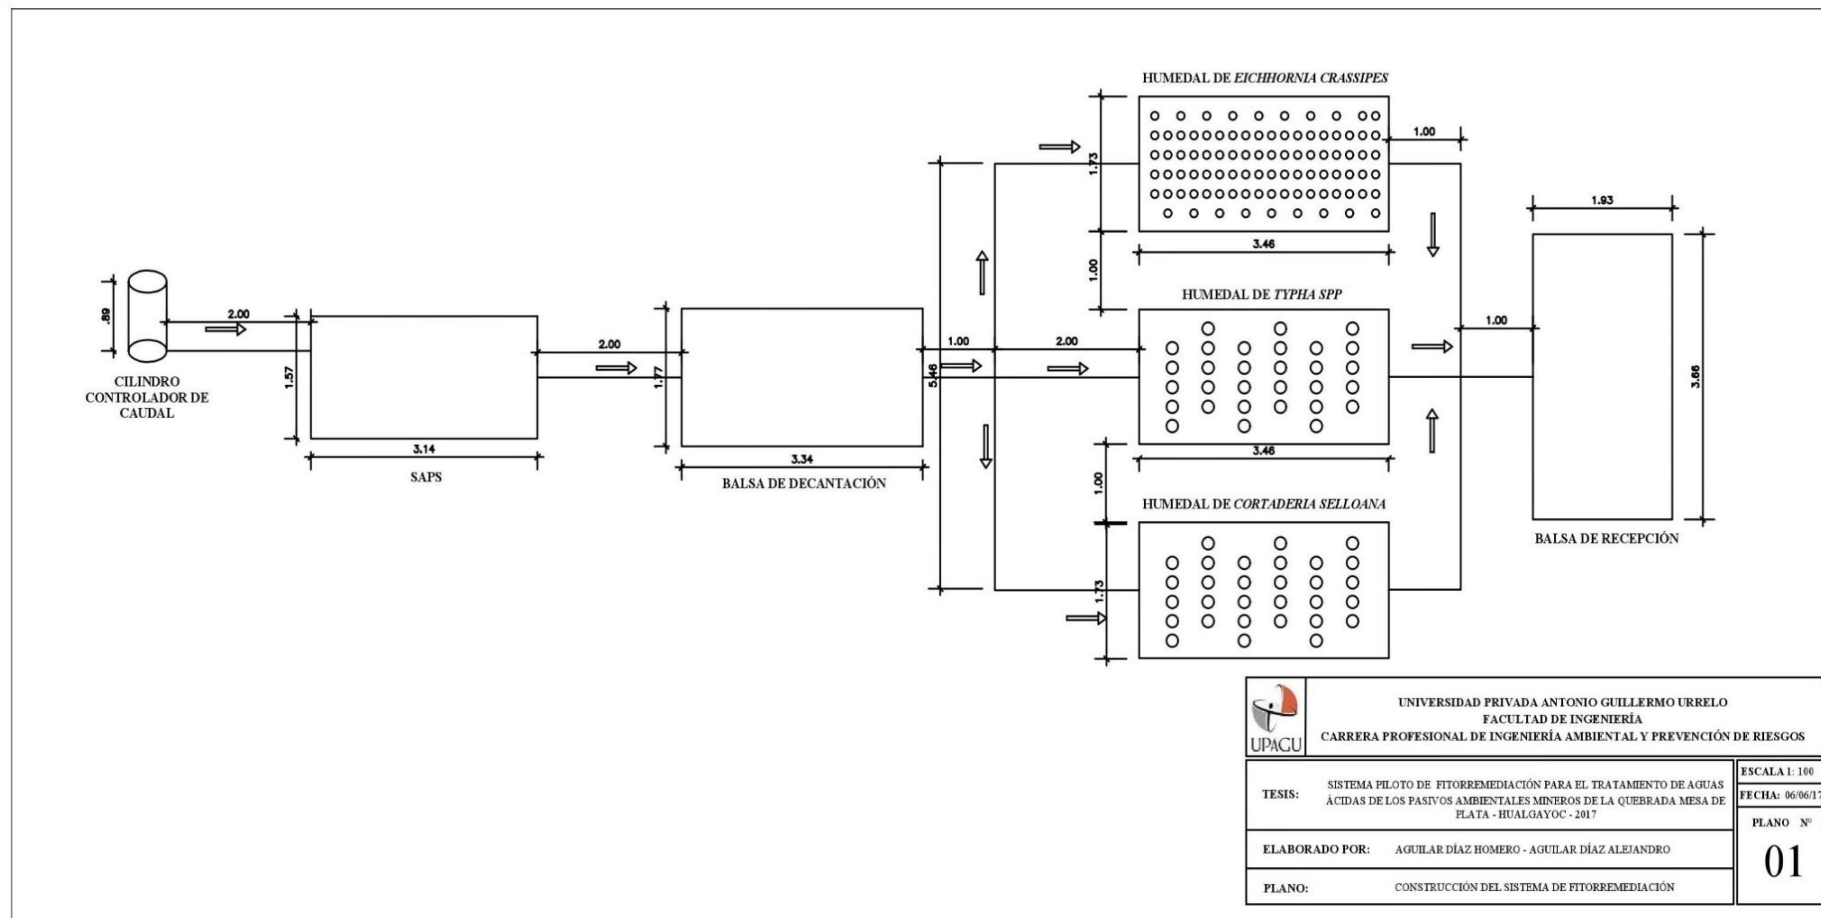 HUMEDAL DE EICHHORNIA CRASSIPES
1.73
1.00
3.46
1.00
1.93
HUMEDAL DE TYPHA SPP
.89
2.00
1.57
3.14
2.00
1.77
3.34
1.00
5.46
2.00
3.46
1.00
1.00
3.66
CILINDRO
CONTROLADOR DE
CAUDAL
SAPS
BALSA DE DECANTACIÓN
HUMEDAL DE CORTADERIA SELLOANA
1.73
BALSA DE RECEPCIÓN
UPAGU
UNIVERSIDAD PRIVADA ANTONIO GUILLERMO URRELO
FACULTAD DE INGENIERÍA
CARRERA PROFESIONAL DE INGENIERÍA AMBIENTAL Y PREVENCIÓN DE RIESGOS
TESIS:
SISTEMA PILOTO DE FITORREMEDIACIÓN PARA EL TRATAMIENTO DE AGUAS
ÁCIDAS DE LOS PASIVOS AMBIENTALES MINEROS DE LA QUEBRADA MESA DE
PLATA - HUALGAYOC - 2017
ESCALA 1: 100
FECHA: 06/06/17
PLANO N°
01
ELABORADO POR: AGUILAR DÍAZ HOMERO - AGUILAR DÍAZ ALEJANDRO
PLANO: CONSTRUCCIÓN DEL SISTEMA DE FITORREMEDIACIÓN